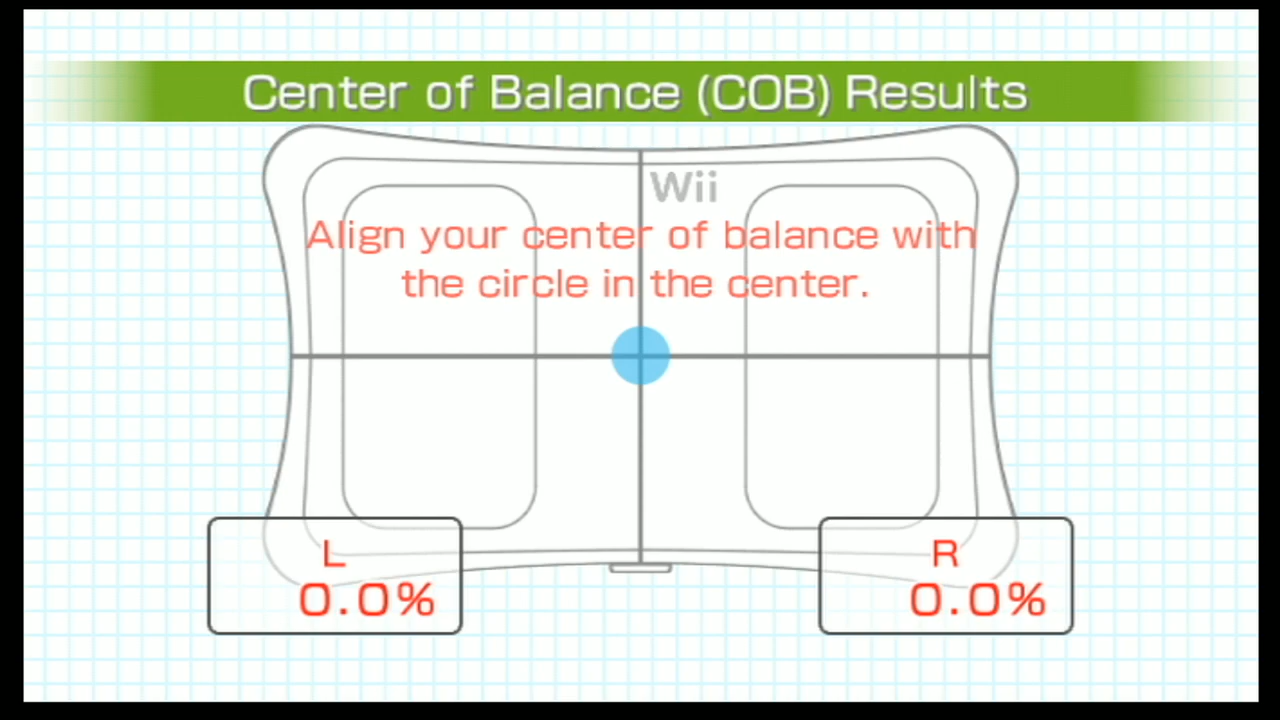 Center of Balance (COB) Results
Wii
Align your center of balance with
the circle in the center.
L
0.0%
R
0.0%